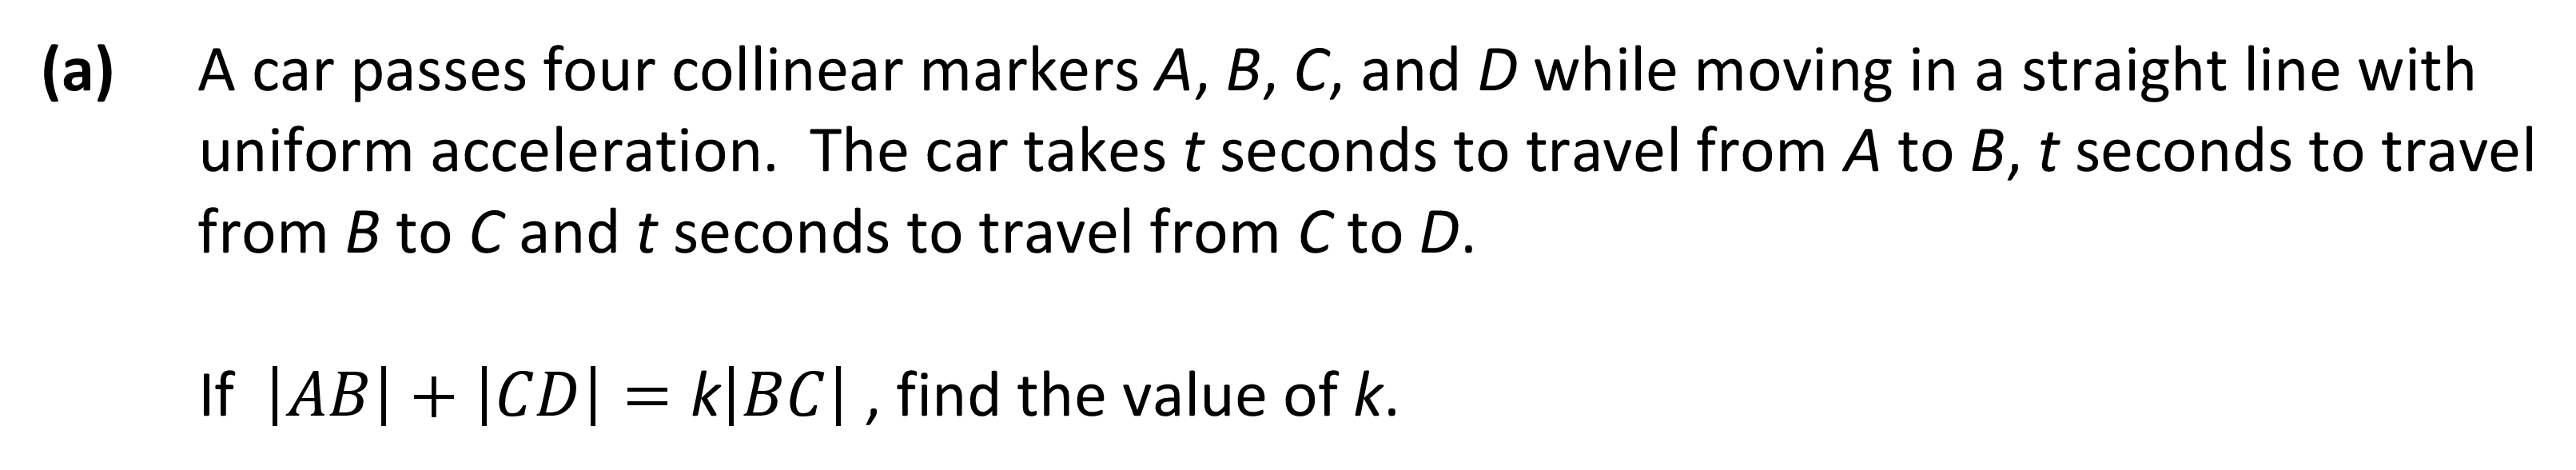 (a) A car passes four collinear markers A, B, C, and D while moving in a straight line with
uniform acceleration. The car takes t seconds to travel from A to B, t seconds to travel
from B to C and t seconds to travel from C to D.
If |AB| + |CD| = k|BC| , find the value of k.